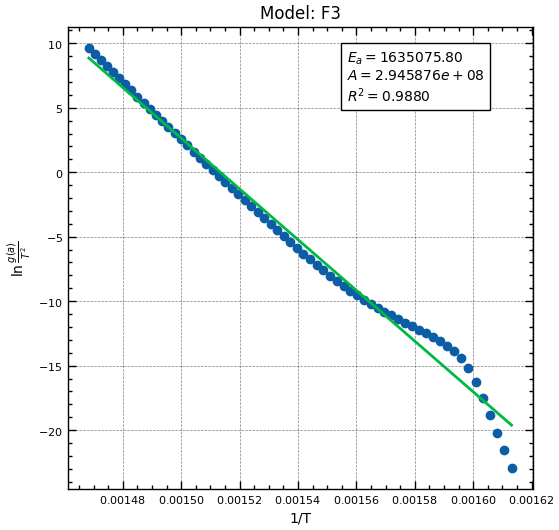 Model: F3
10
5
0
−5
−10
−15
−20
ln g(a)/T²
E_a = 1635075.80
A = 2.945876e + 08
R² = 0.9880
0.00148 0.00150 0.00152 0.00154 0.00156 0.00158 0.00160 0.00162
1/T